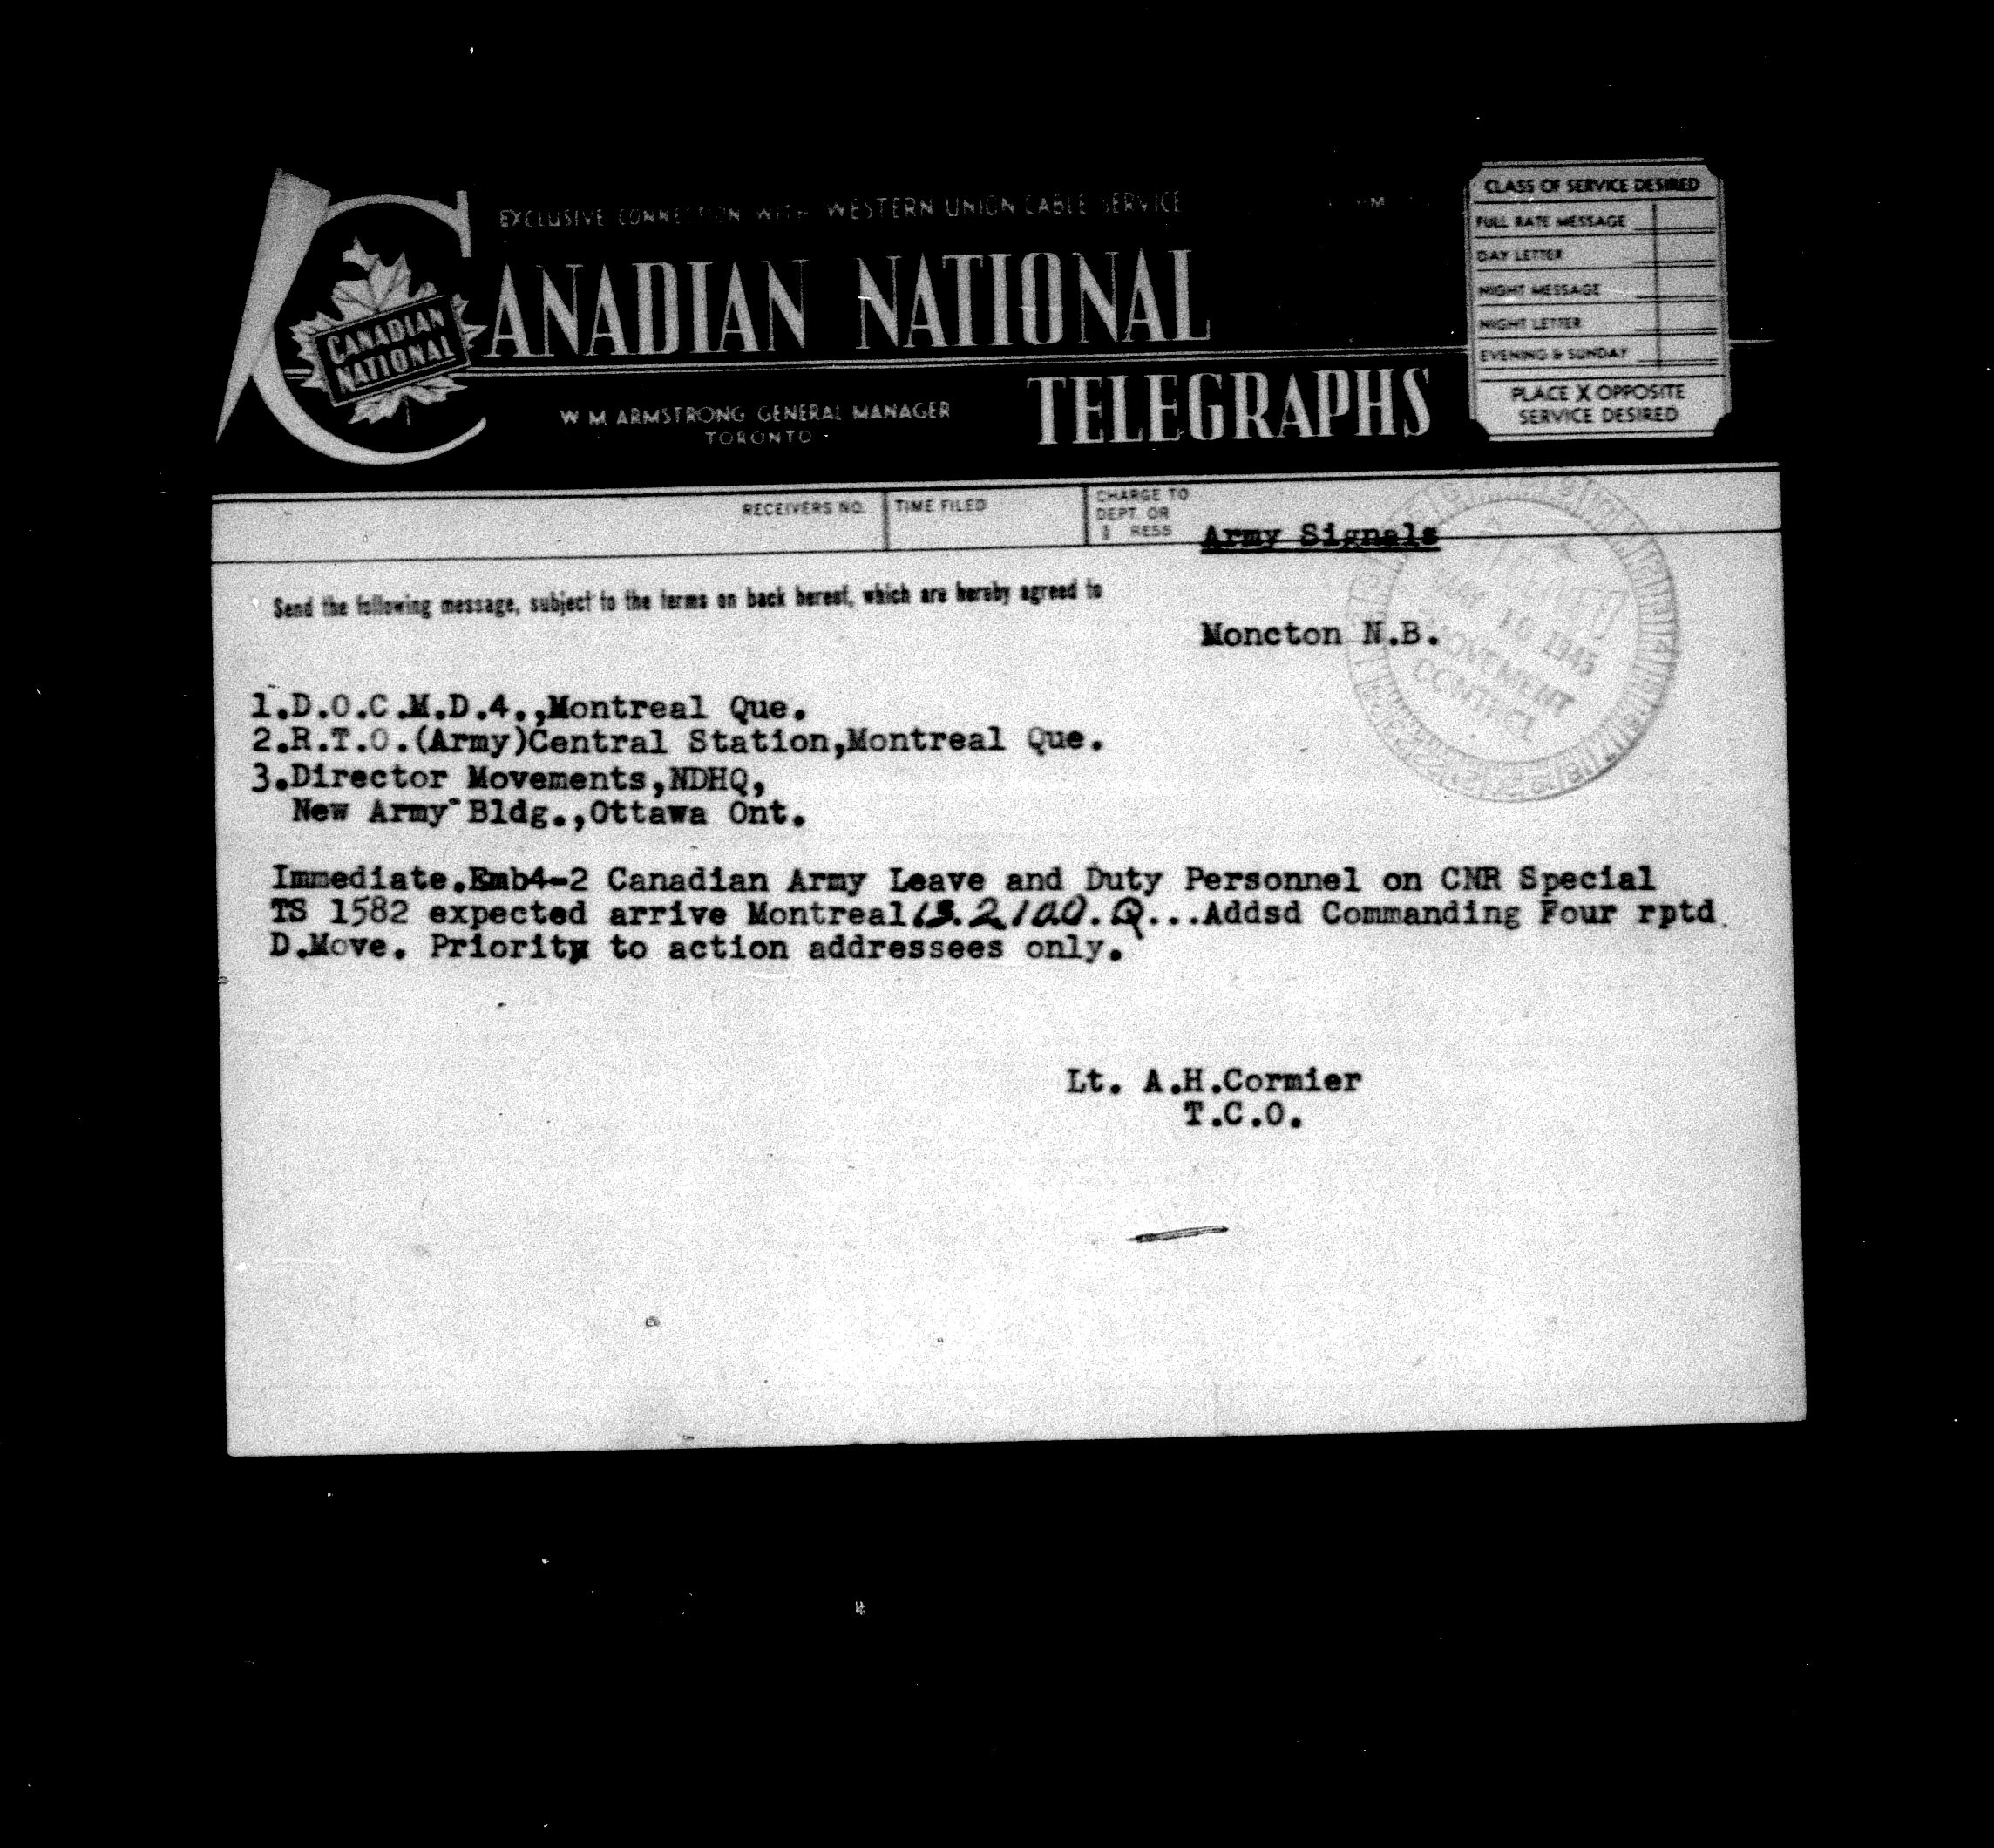 EXCLUSIVE CONNECTION WITH WESTERN UNION CABLE SERVICE
CANADIAN NATIONAL
CANADIAN
NATIONAL
TELEGRAPHS
W M ARMSTRONG GENERAL MANAGER
TORONTO
CLASS OF SERVICE DESIRED
FULL RATE MESSAGE
DAY LETTER
NIGHT MESSAGE
NIGHT LETTER
EVENING & SUNDAY
PLACE X OPPOSITE
SERVICE DESIRED
RECEIVERS NO.
TIME FILED
CHARGE TO
DEPT. OR
Army Signals
Send the following message, subject to the terms on back hereof, which are hereby agreed to
Moncton N.B.
MAY 16 1945
MOVEMENT
CONTROL
1.D.O.C.M.D.4.,Montreal Que.
2.R.T.O.(Army)Central Station,Montreal Que.
3.Director Movements,NDHQ,
New Army Bldg.,Ottawa Ont.
Immediate.Emb4-2 Canadian Army Leave and Duty Personnel on CNR Special
TS 1582 expected arrive Montreal ...Addsd Commanding Four rptd
D.Move. Priority to action addressees only.
Lt. A.H.Cormier
T.C.O.